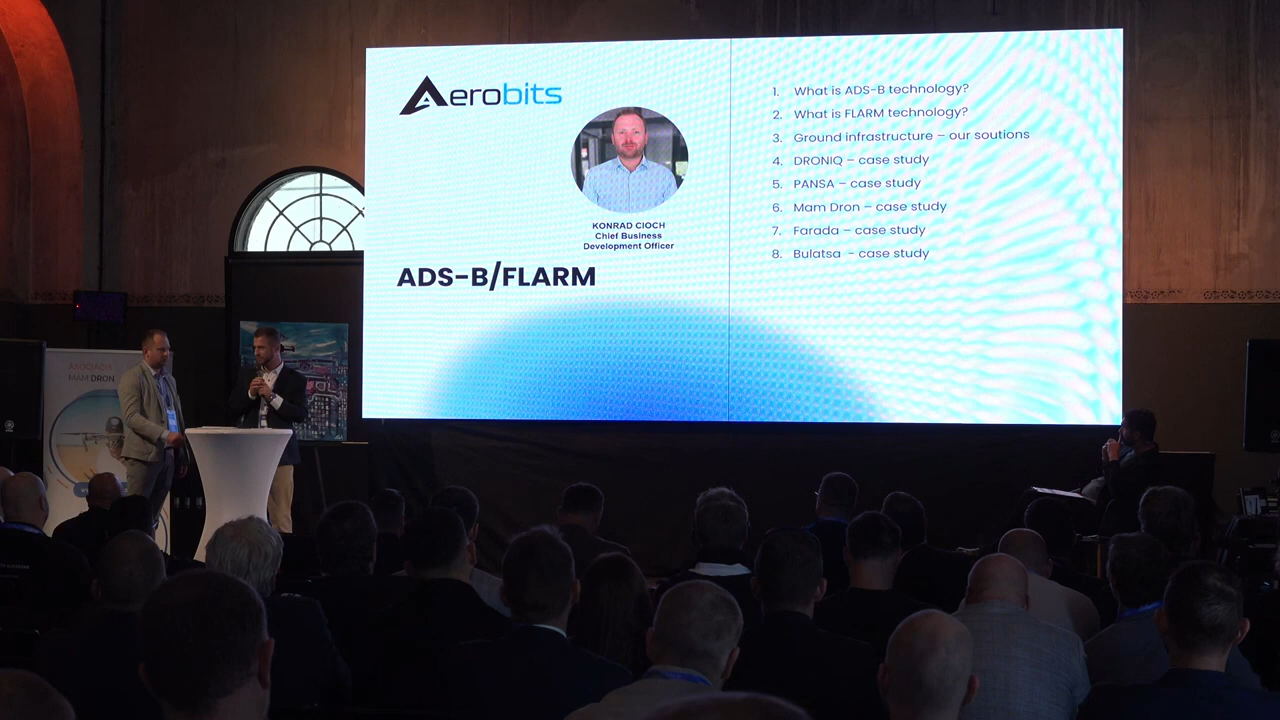 Aerobits
KONRAD CIOCH
Chief Business
Development Officer
ADS-B/FLARM
1. What is ADS-B technology?
2. What is FLARM technology?
3. Ground infrastructure – our soutions
4. DRONIQ – case study
5. PANSA – case study
6. Mam Dron – case study
7. Farada – case study
8. Bulatsa - case study
ASOCIAȚIA
MAM DRON